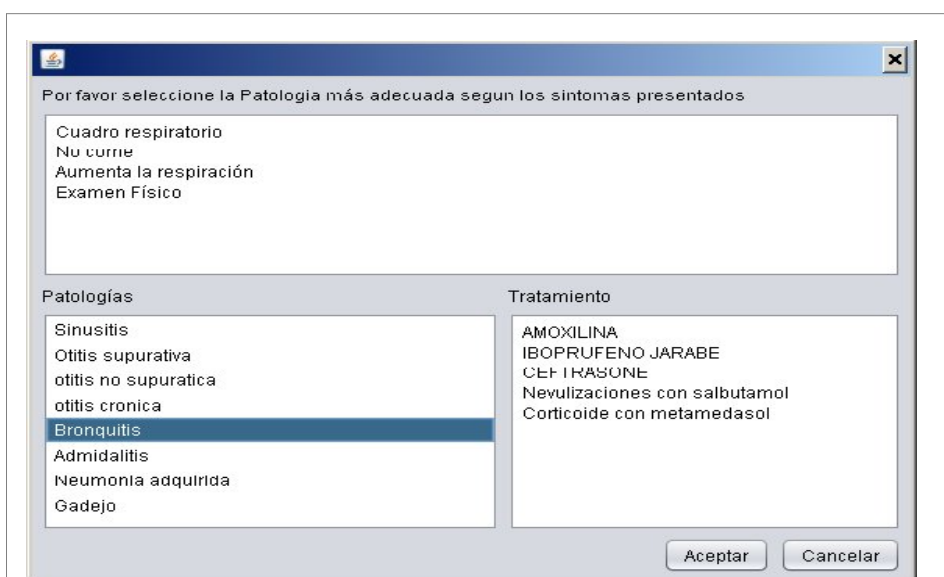 Por favor seleccione la Patologia más adecuada segun los sintomas presentados
Cuadro respiratorio
No come
Aumenta la respiración
Examen Físico
Patologías
Sinusitis
Otitis supurativa
otitis no supuratica
otitis cronica
Bronquitis
Admidalitis
Neumonia adquirida
Gadejo
Tratamiento
AMOXILINA
IBOPRUFENO JARABE
CEFTRASONE
Nevulizaciones con salbutamol
Corticoide con metamedasol
Aceptar
Cancelar